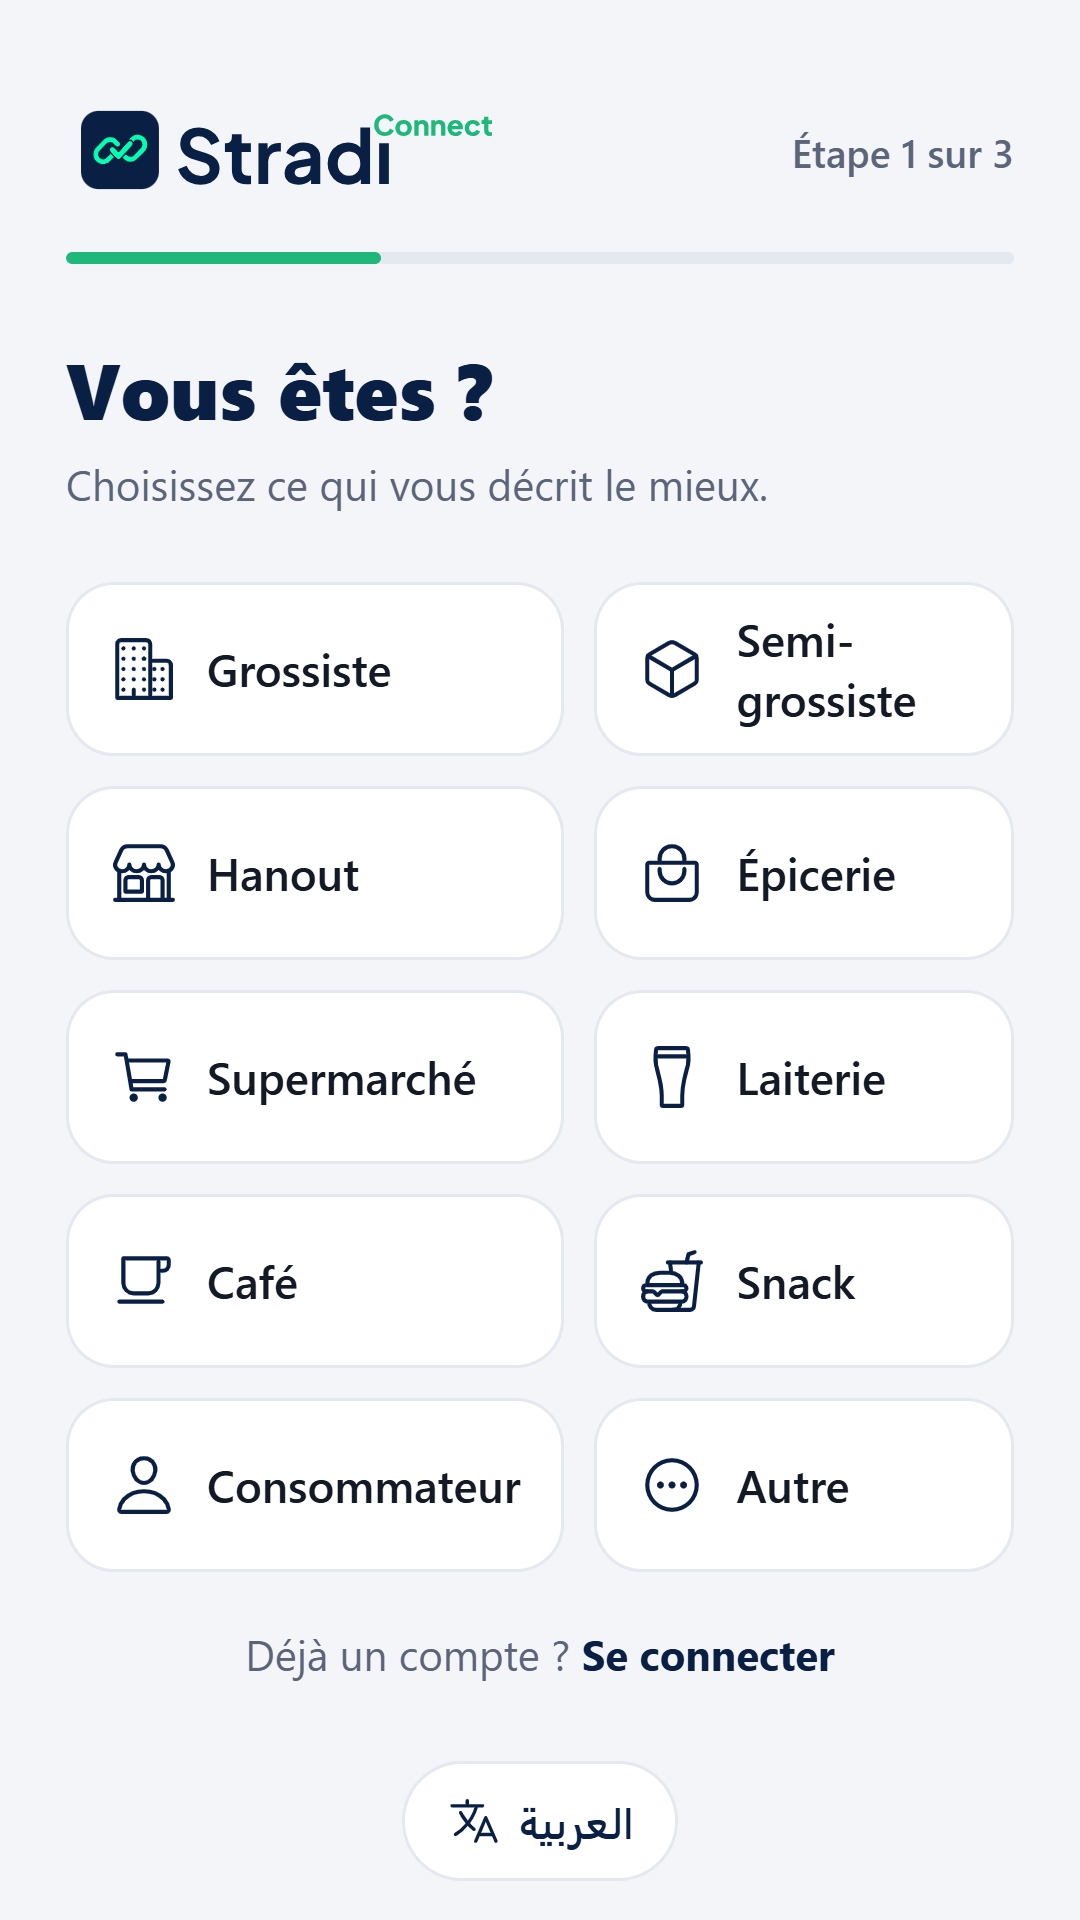 Stradi Connect
Étape 1 sur 3
Vous êtes ?
Choisissez ce qui vous décrit le mieux.
Grossiste
Semi-
grossiste
Hanout
Épicerie
Supermarché
Laiterie
Café
Snack
Consommateur
Autre
Déjà un compte ? Se connecter
العربية